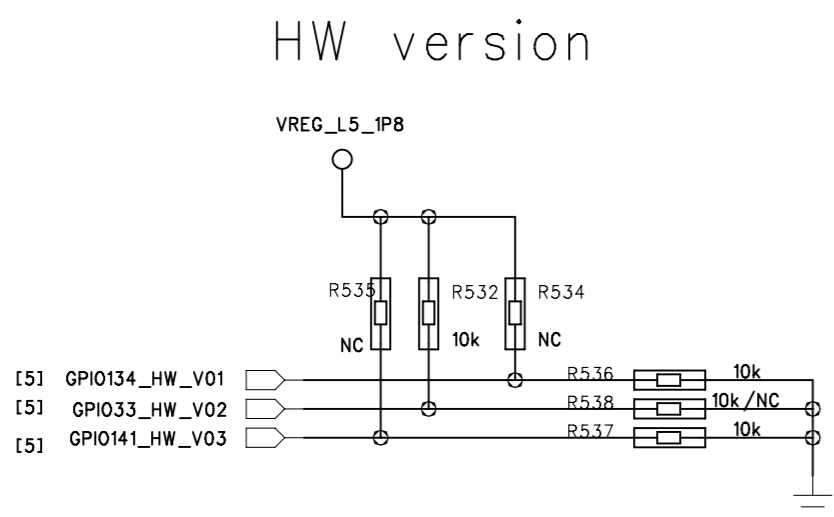 HW version
VREG_L5_1P8
R535
R532
R534
NC
10k
NC
[5] GPIO134_HW_V01
R536
10k
[5] GPIO33_HW_V02
R538
10k/NC
[5] GPIO141_HW_V03
R537
10k